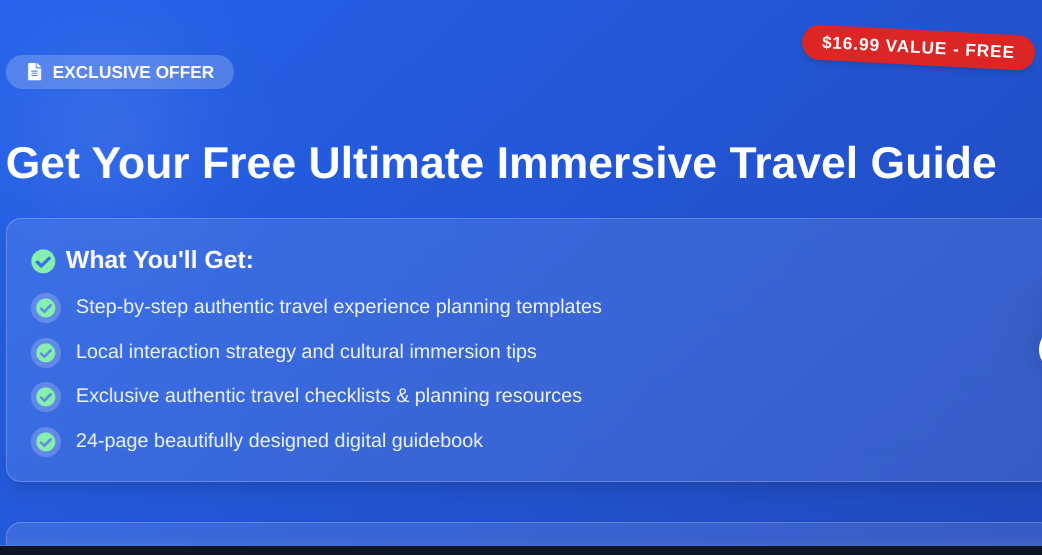 $16.99 VALUE - FREE
EXCLUSIVE OFFER
Get Your Free Ultimate Immersive Travel Guide
What You'll Get:
Step-by-step authentic travel experience planning templates
Local interaction strategy and cultural immersion tips
Exclusive authentic travel checklists & planning resources
24-page beautifully designed digital guidebook